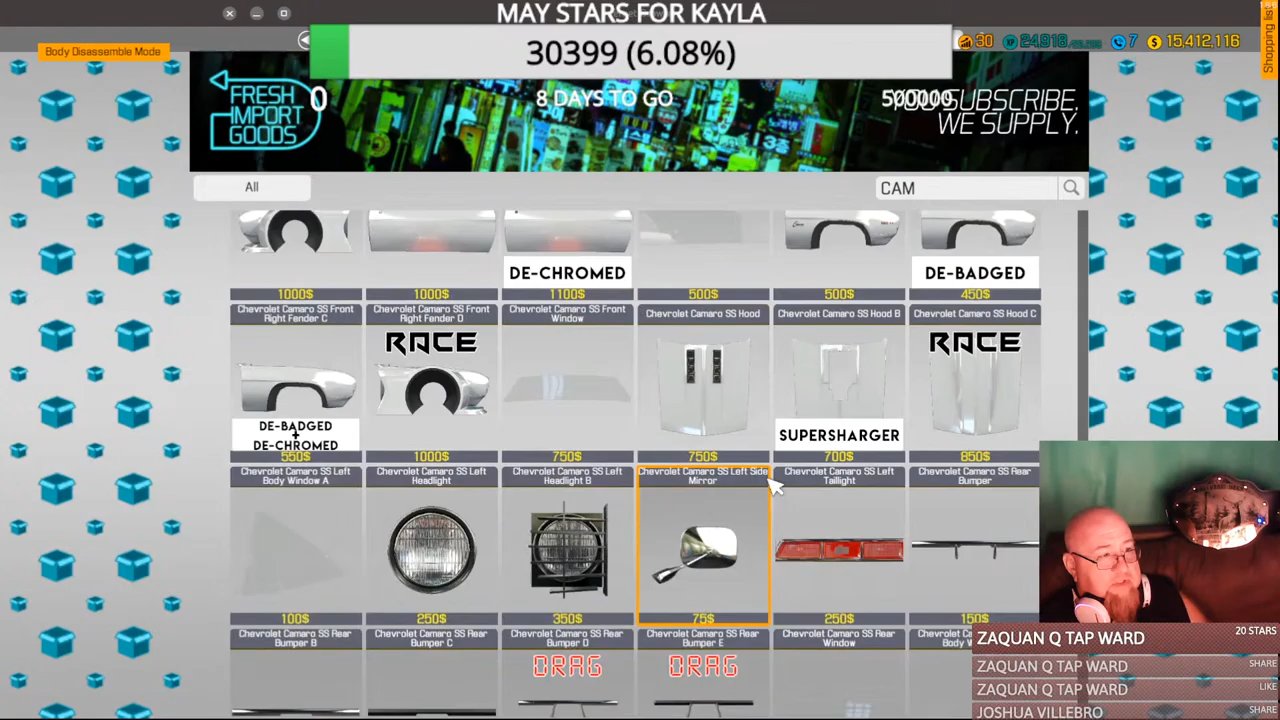 MAY STARS FOR KAYLA
30399 (6.08%)
0
8 DAYS TO GO
500000
Body Disassemble Mode
30
7
15,412,116
Shopping list
FRESH
IMPORT
GOODS
SUBSCRIBE.
WE SUPPLY.
All
CAM
DE-CHROMED
DE-BADGED
1000$
1000$
1100$
500$
500$
450$
Chevrolet Camaro SS Front
Right Fender C
Chevrolet Camaro SS Front
Right Fender D
Chevrolet Camaro SS Front
Window
Chevrolet Camaro SS Hood
Chevrolet Camaro SS Hood B
Chevrolet Camaro SS Hood C
RACE
RACE
DE-BADGED
+
DE-CHROMED
SUPERSHARGER
550$
1000$
750$
750$
700$
850$
Chevrolet Camaro SS Left
Body Window A
Chevrolet Camaro SS Left
Headlight
Chevrolet Camaro SS Left
Headlight B
Chevrolet Camaro SS Left Side
Mirror
Chevrolet Camaro SS Left
Taillight
Chevrolet Camaro SS Rear
Bumper
100$
250$
350$
75$
250$
150$
Chevrolet Camaro SS Rear
Bumper B
Chevrolet Camaro SS Rear
Bumper C
Chevrolet Camaro SS Rear
Bumper D
Chevrolet Camaro SS Rear
Bumper E
Chevrolet Camaro SS Rear
Window
DRAG
DRAG
ZAQUAN Q TAP WARD
20 STARS
ZAQUAN Q TAP WARD
SHARE
ZAQUAN Q TAP WARD
LIKE
JOSHUA VILLEBRO
SHARE